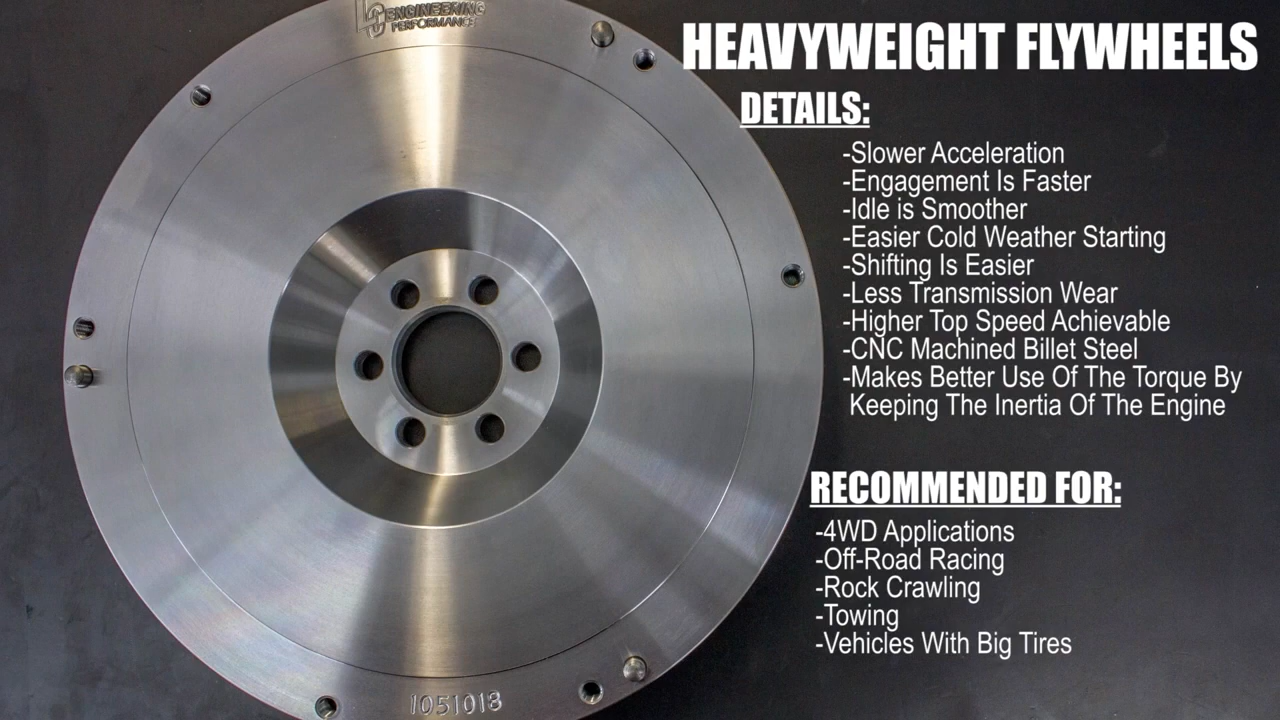 LC ENGINEERING
PERFORMANCE
HEAVYWEIGHT FLYWHEELS
DETAILS:
-Slower Acceleration
-Engagement Is Faster
-Idle is Smoother
-Easier Cold Weather Starting
-Shifting Is Easier
-Less Transmission Wear
-Higher Top Speed Achievable
-CNC Machined Billet Steel
-Makes Better Use Of The Torque By
Keeping The Inertia Of The Engine
RECOMMENDED FOR:
-4WD Applications
-Off-Road Racing
-Rock Crawling
-Towing
-Vehicles With Big Tires
1051018